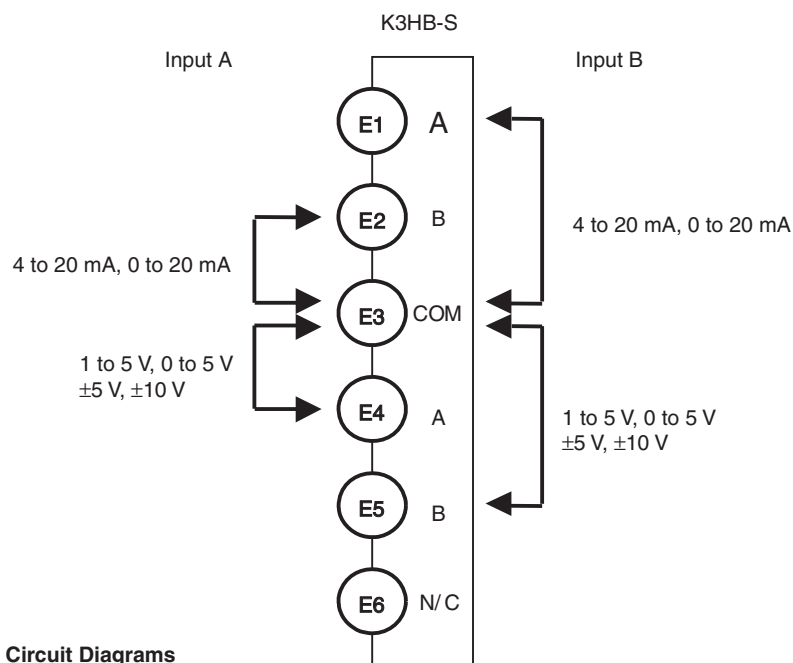 K3HB-S
Input A
Input B
E1 A
E2 B
4 to 20 mA, 0 to 20 mA
4 to 20 mA, 0 to 20 mA
E3 COM
1 to 5 V, 0 to 5 V
±5 V, ±10 V
E4 A
1 to 5 V, 0 to 5 V
±5 V, ±10 V
E5 B
E6 N/C
Circuit Diagrams